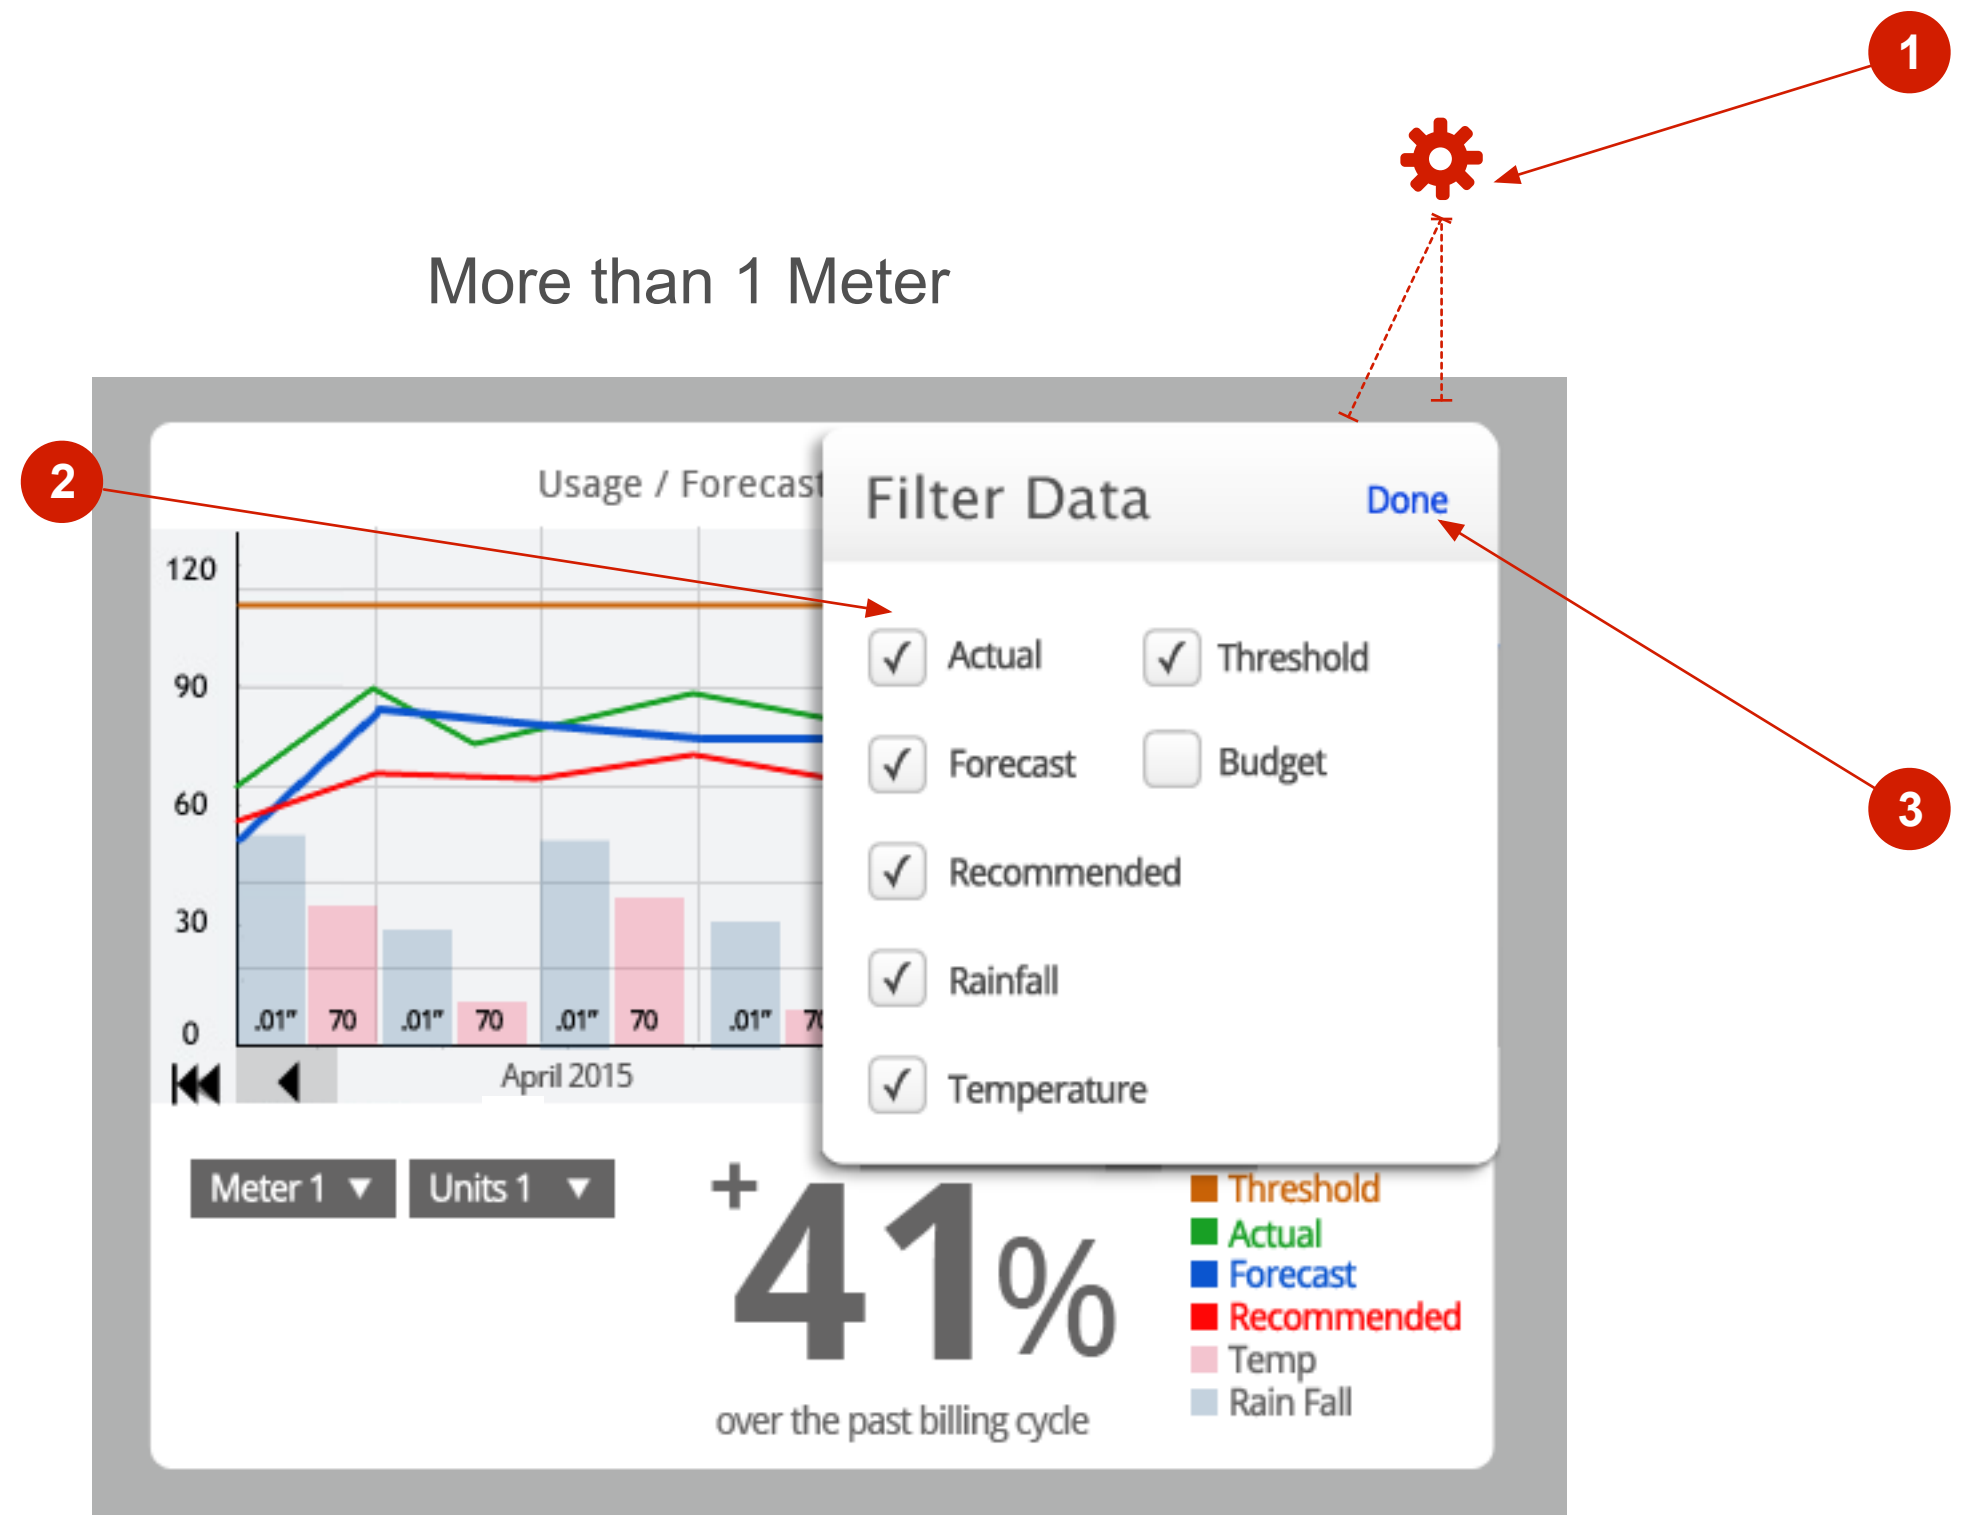 1
More than 1 Meter
2
Usage / Forecast
Filter Data
Done
120
90
60
30
0
Actual
Threshold
Forecast
Budget
Recommended
Rainfall
Temperature
3
.01" 70 .01" 70 .01" 70 .01" 70
April 2015
Meter 1
Units 1
+41%
over the past billing cycle
Threshold
Actual
Forecast
Recommended
Temp
Rain Fall